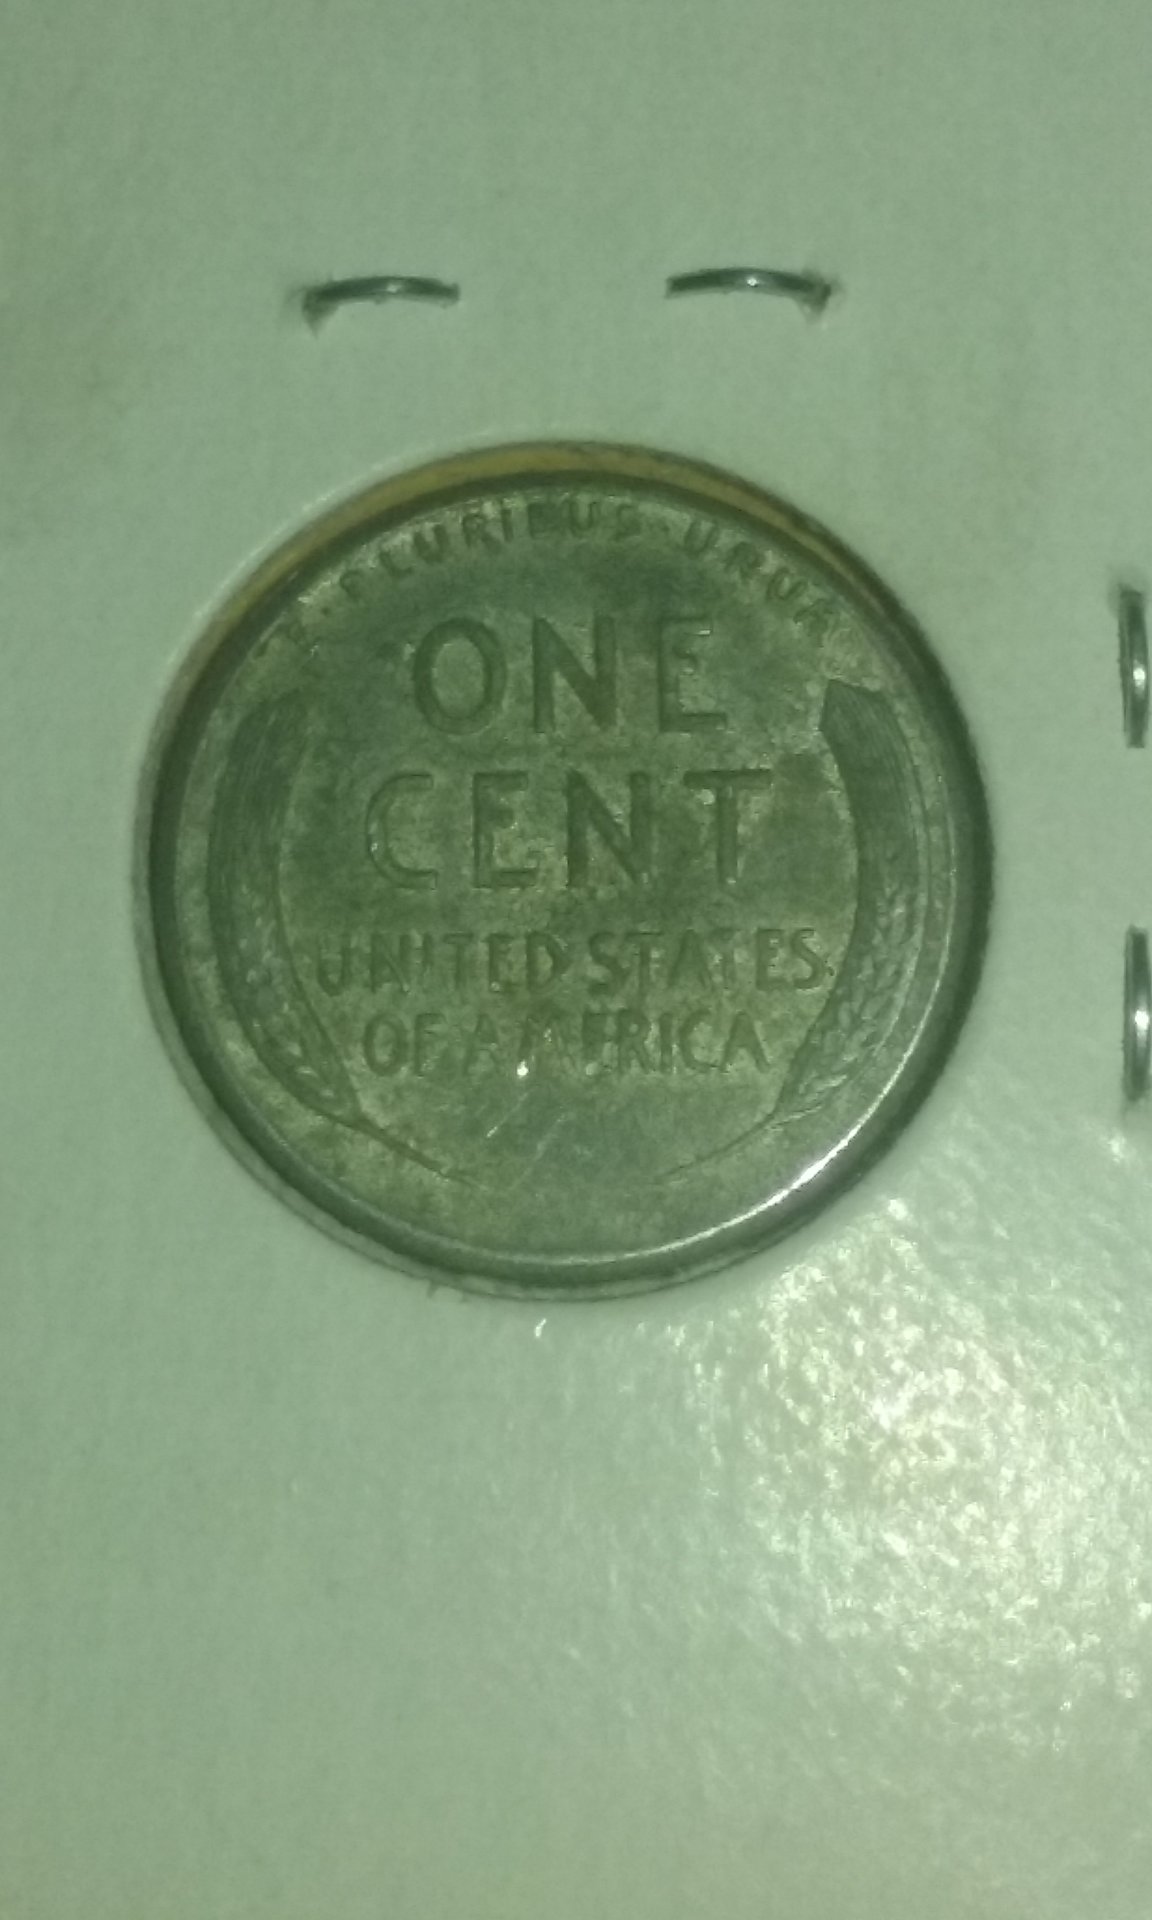 E·PLURIBUS·UNUM
ONE
CENT
UNITED STATES
OF AMERICA